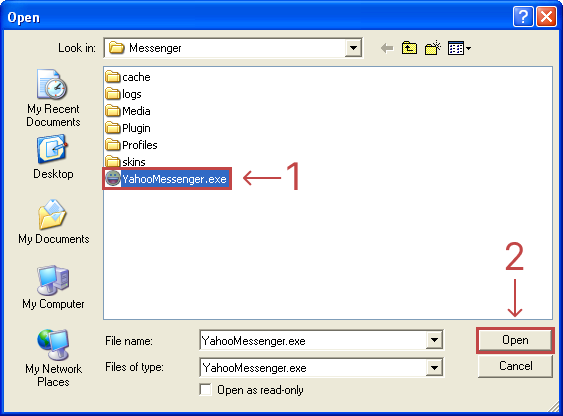 Open
Look in:
Messenger
My Recent
Documents
Desktop
My Documents
My Computer
My Network
Places
cache
logs
Media
Plugin
Profiles
skins
YahooMessenger.exe
1
2
File name:
YahooMessenger.exe
Open
Files of type:
YahooMessenger.exe
Cancel
Open as read-only